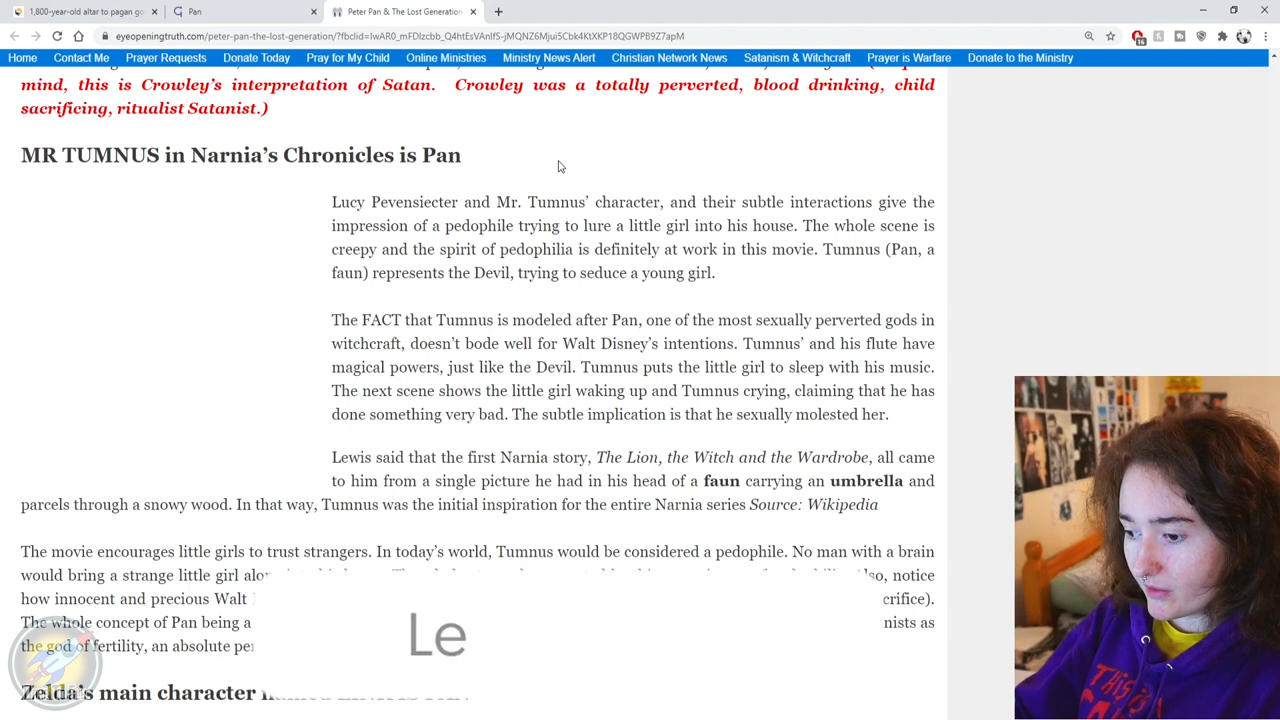 1,800-year-old altar to pagan go
Pan
Peter Pan & The Lost Generation
eyeopeningtruth.com/peter-pan-the-lost-generation/?fbclid=IwAR0_mFDlzcbb_Q4htEsVAnIfS-jMQNZ6Mjui5Cbk4KtXKP18QGWPB9Z7apM
16
Home Contact Me Prayer Requests Donate Today Pray for My Child Online Ministries Ministry News Alert Christian Network News Satanism & Witchcraft Prayer is Warfare Donate to the Ministry
mind, this is Crowley's interpretation of Satan. Crowley was a totally perverted, blood drinking, child
sacrificing, ritualist Satanist.)
MR TUMNUS in Narnia's Chronicles is Pan
Lucy Pevensiecter and Mr. Tumnus' character, and their subtle interactions give the
impression of a pedophile trying to lure a little girl into his house. The whole scene is
creepy and the spirit of pedophilia is definitely at work in this movie. Tumnus (Pan, a
faun) represents the Devil, trying to seduce a young girl.
The FACT that Tumnus is modeled after Pan, one of the most sexually perverted gods in
witchcraft, doesn't bode well for Walt Disney's intentions. Tumnus' and his flute have
magical powers, just like the Devil. Tumnus puts the little girl to sleep with his music.
The next scene shows the little girl waking up and Tumnus crying, claiming that he has
done something very bad. The subtle implication is that he sexually molested her.
Lewis said that the first Narnia story, The Lion, the Witch and the Wardrobe, all came
to him from a single picture he had in his head of a faun carrying an umbrella and
parcels through a snowy wood. In that way, Tumnus was the initial inspiration for the entire Narnia series Source: Wikipedia
The movie encourages little girls to trust strangers. In today's world, Tumnus would be considered a pedophile. No man with a brain
would bring a strange little girl
how innocent and precious Walt crifice).
The whole concept of Pan being a nists as
the god of fertility, an absolute
Le
Zelda's main character
THIS IS